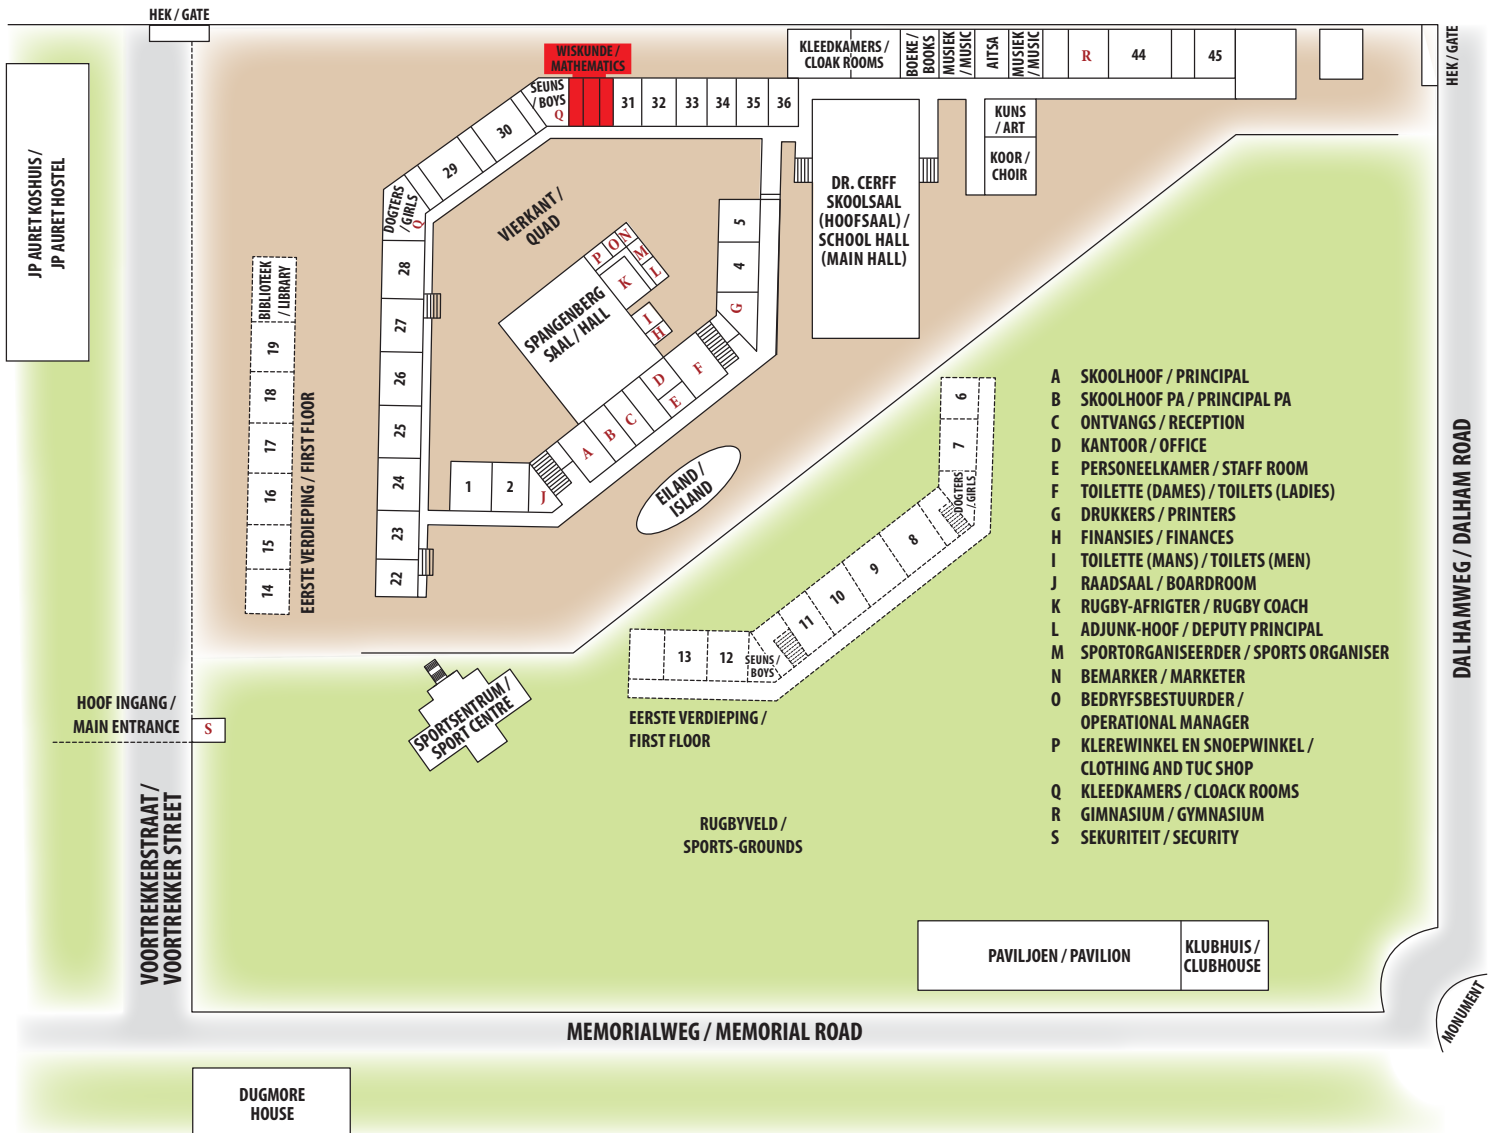 HEK / GATE
WISKUNDE /
MATHEMATICS
KLEEDKAMERS /
CLOAK ROOMS
BOEKE /
BOOKS
MUSIEK
/ MUSIC
AITSA
MUSIEK
/ MUSIC
R
44
45
HEK / GATE
SEUNS
/ BOYS
Q
31
32
33
34
35
36
30
29
DOGTERS
/ GIRLS
Q
28
27
26
25
24
23
22
KUNS
/ ART
KOOR /
CHOIR
DR. CERFF
SKOOLSAAL
(HOOFSAAL) /
SCHOOL HALL
(MAIN HALL)
JP AURET KOSHUIS /
JP AURET HOSTEL
VIERKANT /
QUAD
BIBLIOTEEK
/ LIBRARY
19
18
17
16
15
14
EERSTE VERDIEPING / FIRST FLOOR
SPANGENBERG
SAAL / HALL
P
O
N
M
L
K
I
H
5
4
G
F
D
E
C
B
A
J
1
2
EILAND /
ISLAND
6
7
DOGTERS
/ GIRLS
8
9
10
11
SEUNS /
BOYS
12
13
EERSTE VERDIEPING /
FIRST FLOOR
A SKOOLHOOF / PRINCIPAL
B SKOOLHOOF PA / PRINCIPAL PA
C ONTVANGS / RECEPTION
D KANTOOR / OFFICE
E PERSONEELKAMER / STAFF ROOM
F TOILETTE (DAMES) / TOILETS (LADIES)
G DRUKKERS / PRINTERS
H FINANSIES / FINANCES
I TOILETTE (MANS) / TOILETS (MEN)
J RAADSAAL / BOARDROOM
K RUGBY-AFRIGTER / RUGBY COACH
L ADJUNK-HOOF / DEPUTY PRINCIPAL
M SPORTORGANISEERDER / SPORTS ORGANISER
N BEMARKER / MARKETER
O BEDRYFSBESTUURDER /
OPERATIONAL MANAGER
P KLEREWINKEL EN SNOEPWINKEL /
CLOTHING AND TUC SHOP
Q KLEEDKAMERS / CLOACK ROOMS
R GIMNASIUM / GYMNASIUM
S SEKURITEIT / SECURITY
DALHAMWEG / DALHAM ROAD
HOOF INGANG /
MAIN ENTRANCE
S
SPORTSENTRUM /
SPORT CENTRE
VOORTREKKERSTRAAT /
VOORTREKKER STREET
RUGBYVELD /
SPORTS-GROUNDS
PAVILJOEN / PAVILION
KLUBHUIS /
CLUBHOUSE
MONUMENT
MEMORIALWEG / MEMORIAL ROAD
DUGMORE
HOUSE